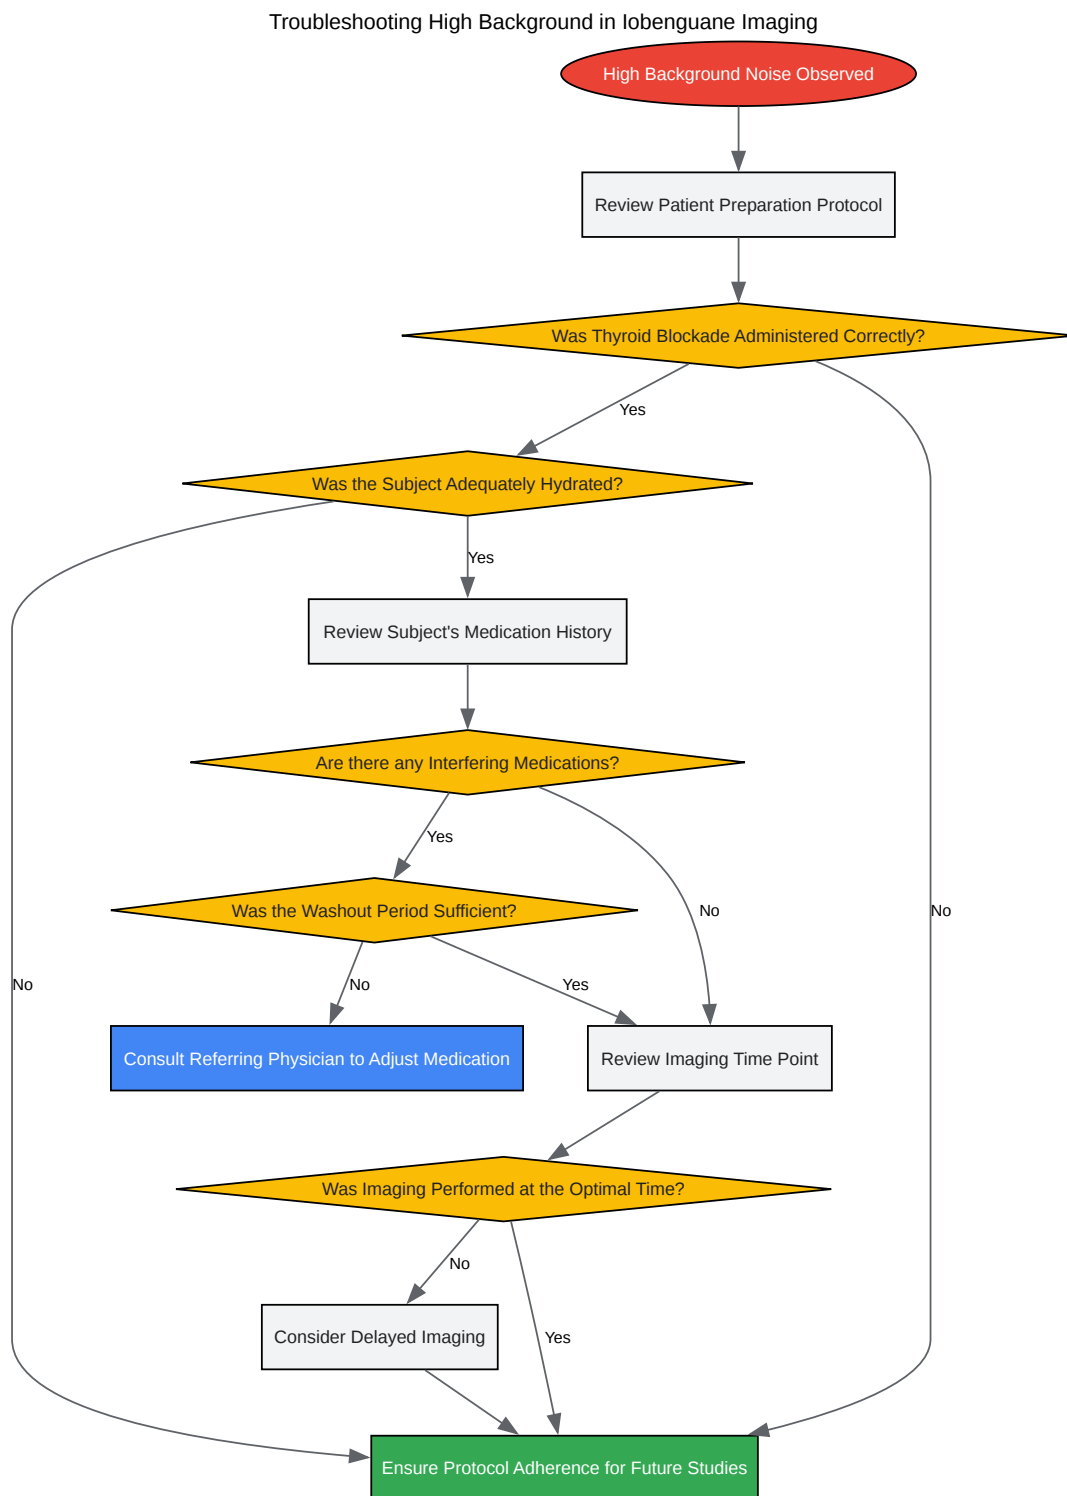 Troubleshooting High Background in Iobenguane Imaging
High Background Noise Observed
Review Patient Preparation Protocol
Was Thyroid Blockade Administered Correctly?
Yes
Was the Subject Adequately Hydrated?
Yes
Review Subject's Medication History
Are there any Interfering Medications?
Yes
Was the Washout Period Sufficient?
No
No
No
No
Yes
Consult Referring Physician to Adjust Medication
Review Imaging Time Point
Was Imaging Performed at the Optimal Time?
No
Consider Delayed Imaging
Yes
Ensure Protocol Adherence for Future Studies